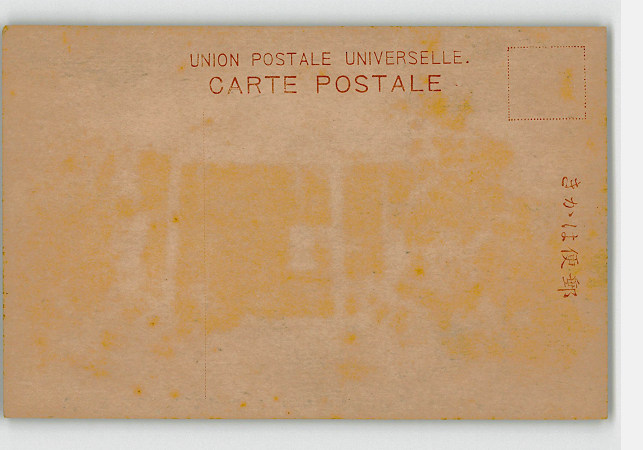 UNION POSTALE UNIVERSELLE.
CARTE POSTALE
きかは便郵